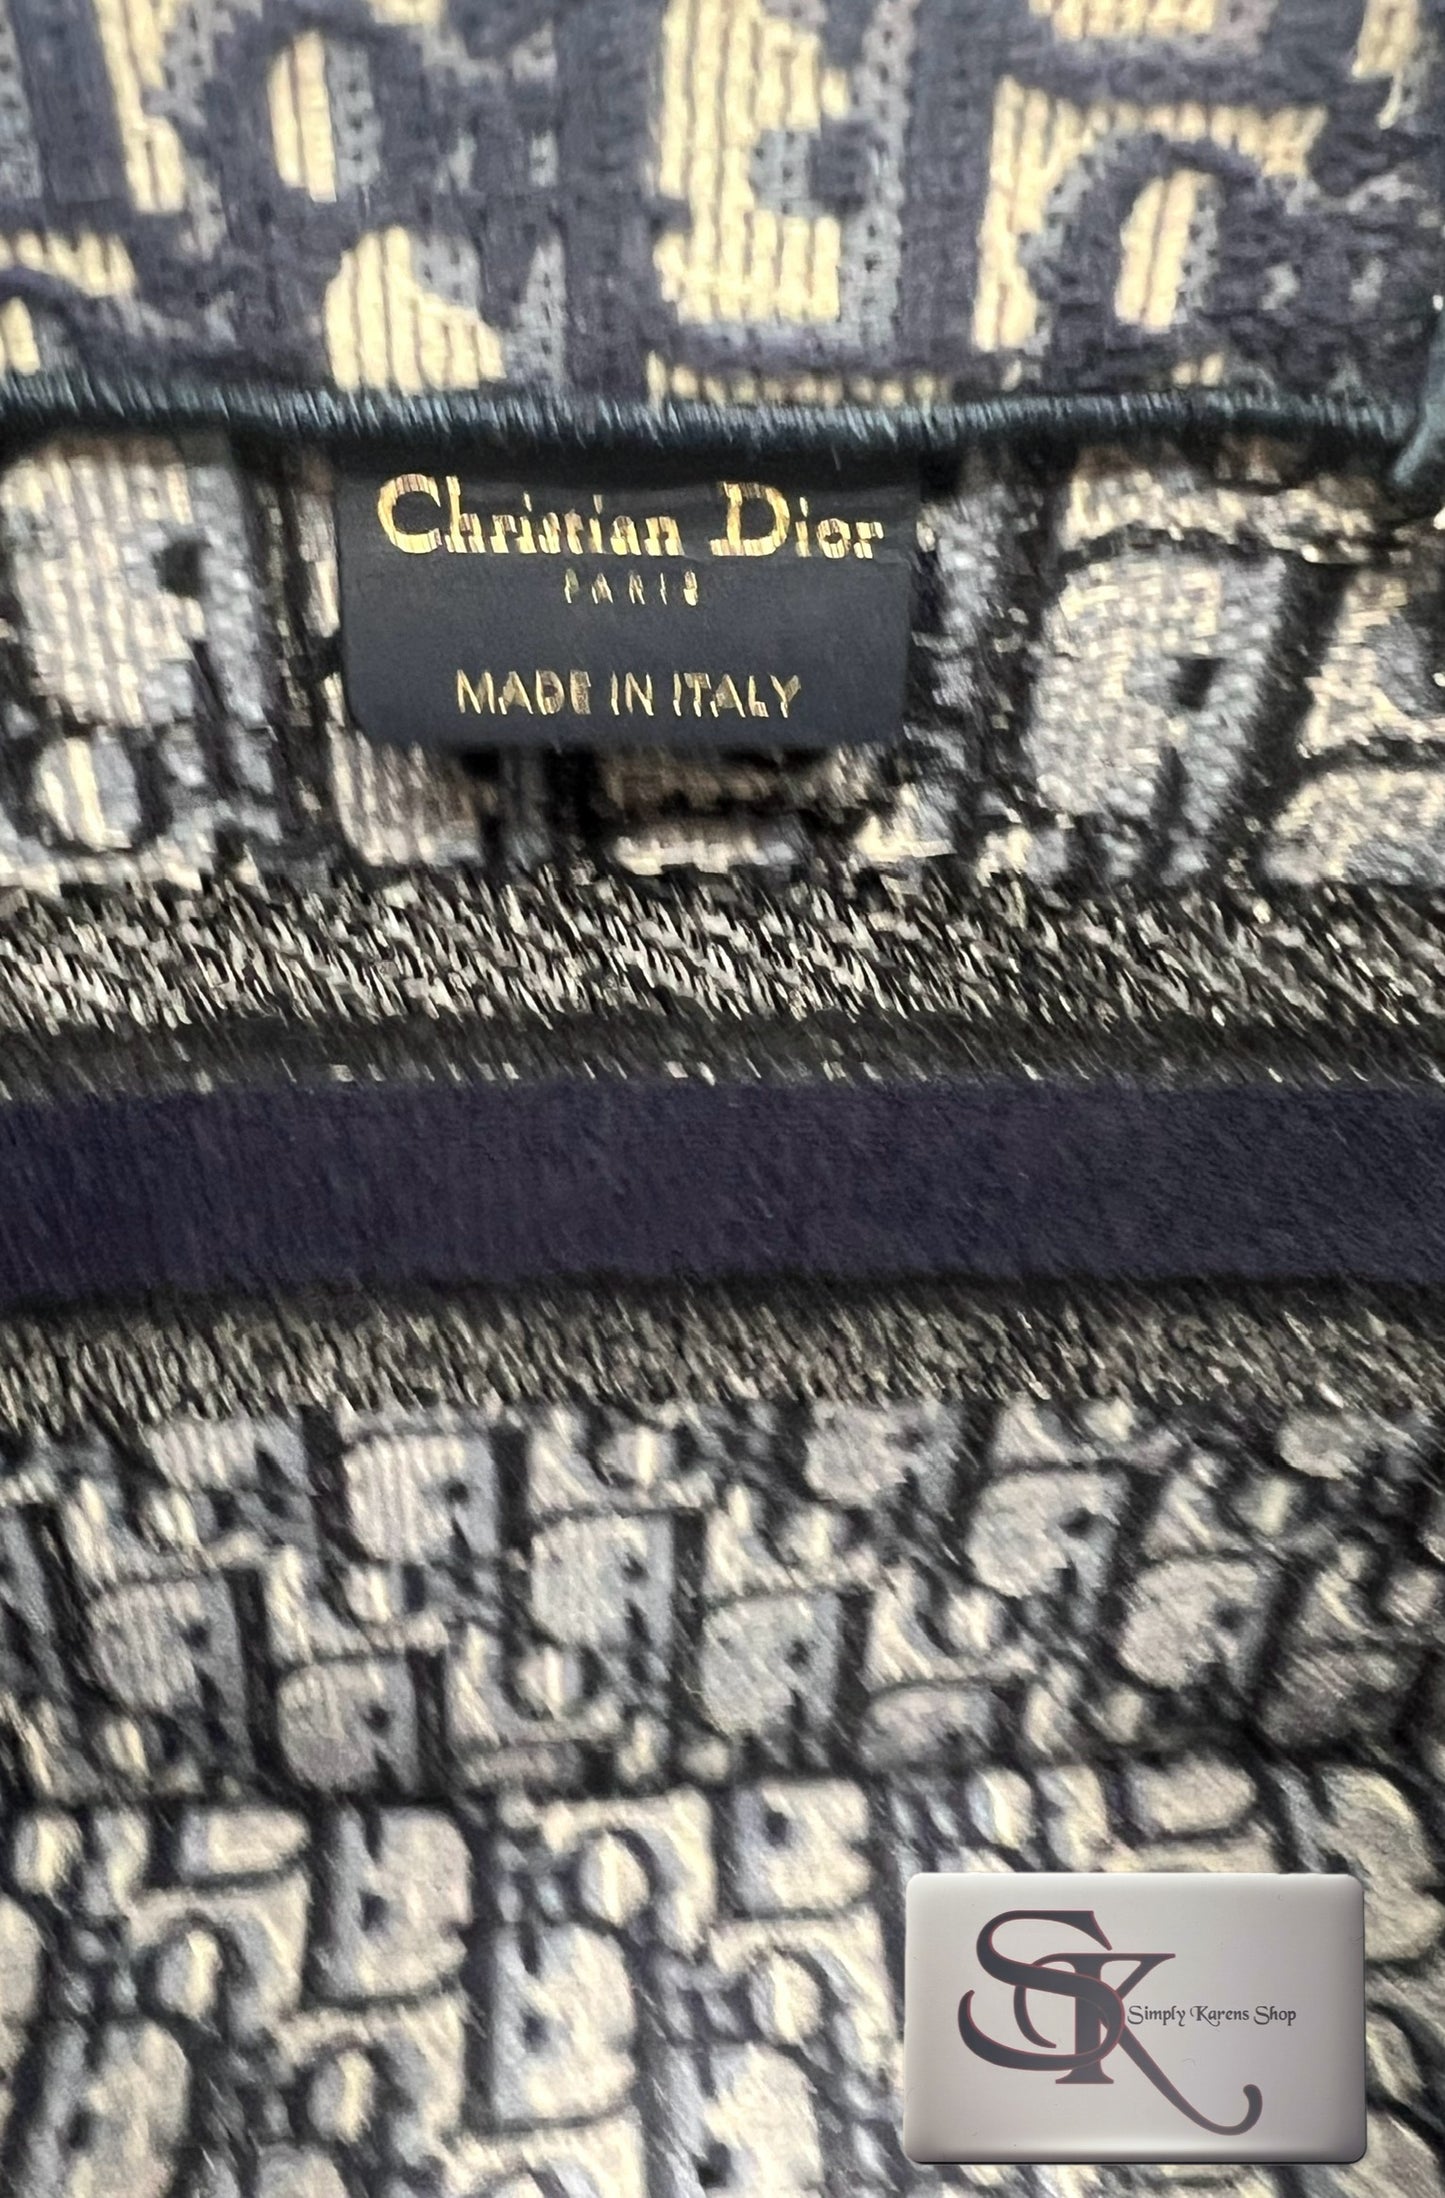 Christian Dior
PARIS
MADE IN ITALY
SK
Simply Karens Shop